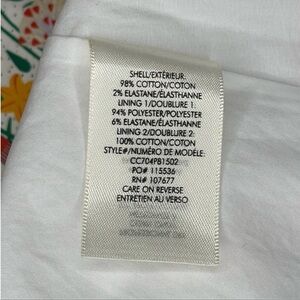 SHELL/EXTÉRIEUR:
98% COTTON/COTON
2% ELASTANE/ÉLASTHANNE
LINING 1/DOUBLURE 1:
94% POLYESTER/POLYESTER
6% ELASTANE/ÉLASTHANNE
LINING 2/DOUBLURE 2:
100% COTTON/COTON
STYLE#/NUMÉRO DE MODÈLE:
CC704PB1502
PO# 115536
RN# 107677
CARE ON REVERSE
ENTRETIEN AU VERSO